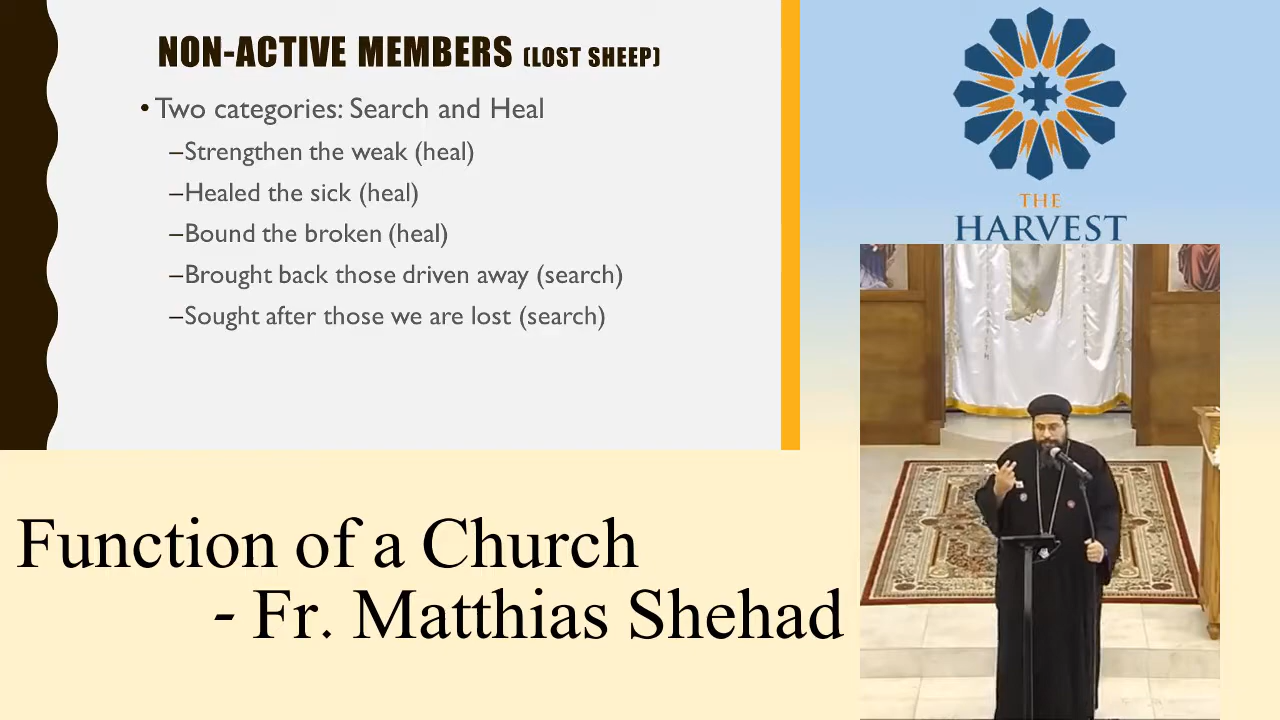 NON-ACTIVE MEMBERS (LOST SHEEP)
• Two categories: Search and Heal
–Strengthen the weak (heal)
–Healed the sick (heal)
–Bound the broken (heal)
–Brought back those driven away (search)
–Sought after those we are lost (search)
THE
HARVEST
Function of a Church
- Fr. Matthias Shehad